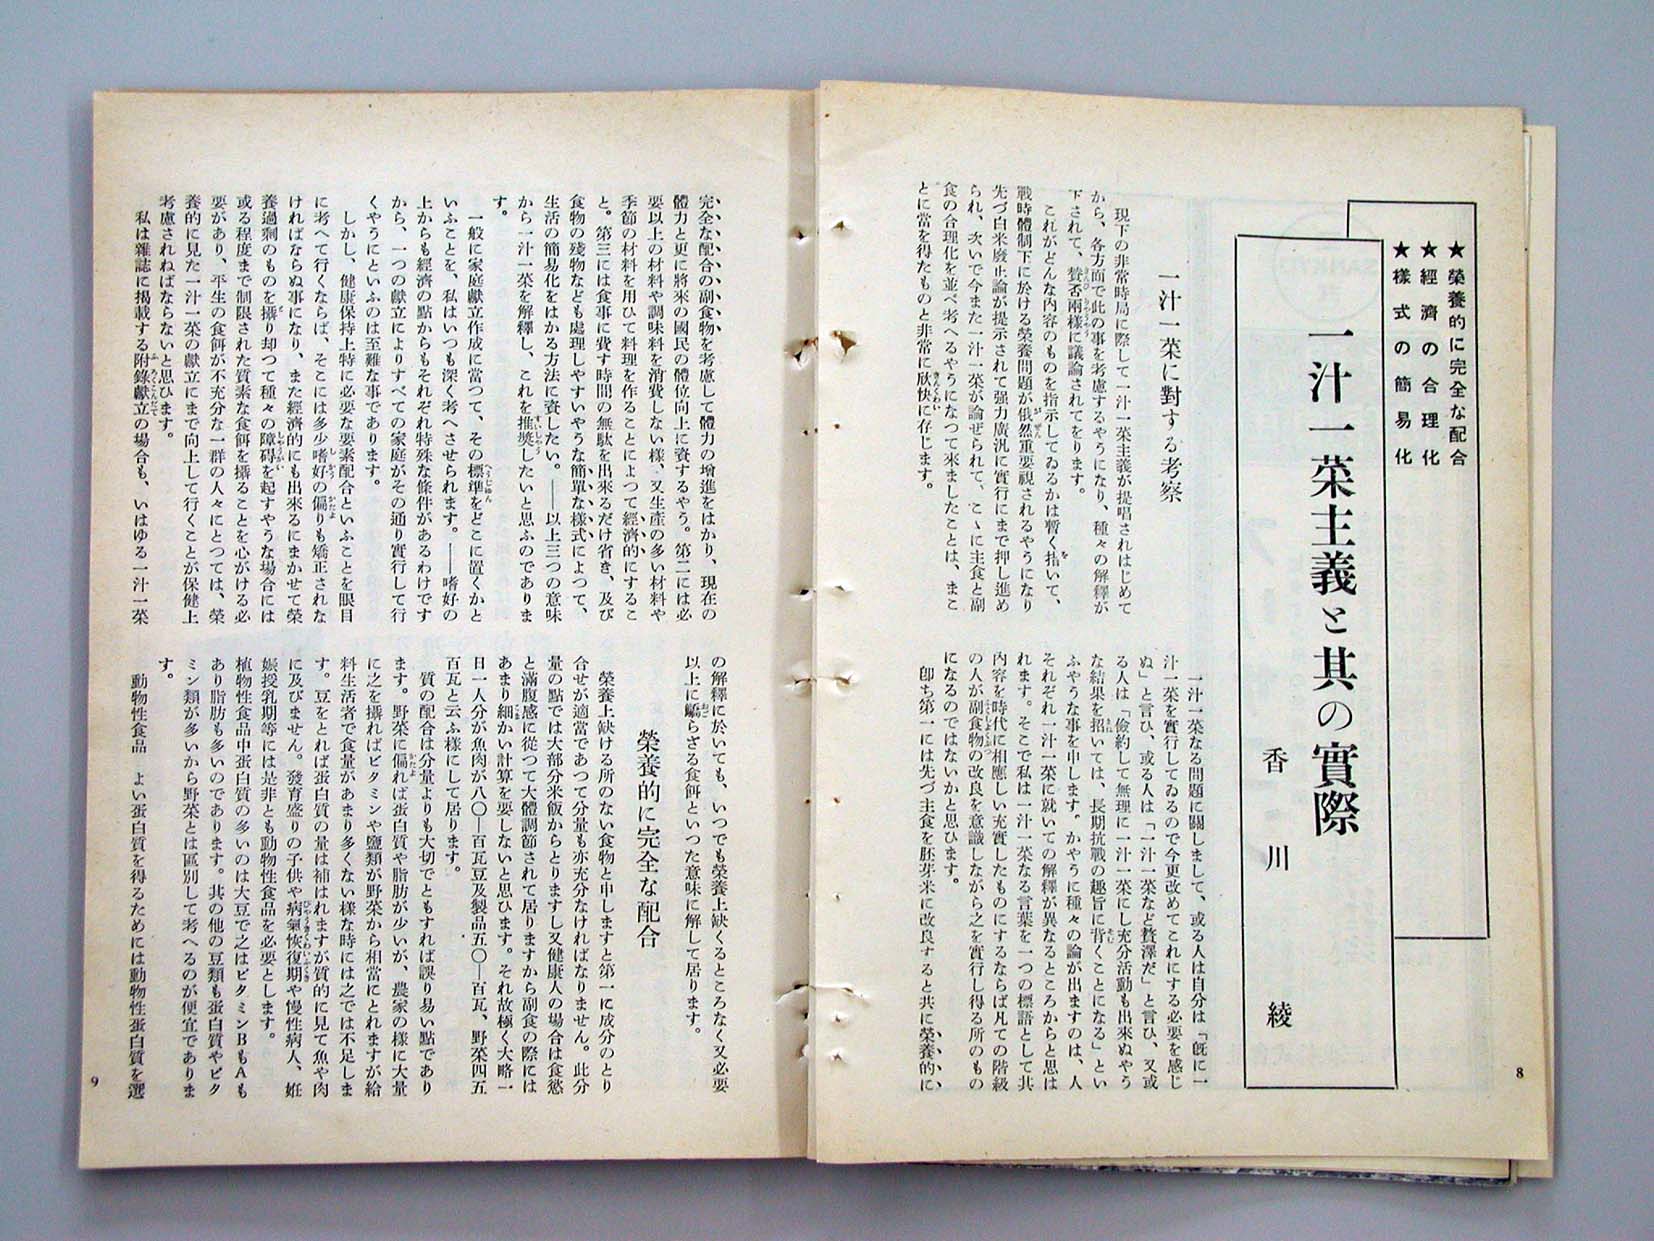 ★榮養的に完全な配合
★經濟の合理化
★樣式の簡易化
一汁一菜主義と其の實際
香川　綾
一汁一菜に對する考察
現下の非常時局に際して一汁一菜主義が提唱されはじめて
から、各方面で此の事を考慮するやうになり、種々の解釋が
下されて、贊否兩樣に議論されてをります。
これがどんな内容のものを指示してゐるかは暫く措いて、
戰時體制下に於ける榮養問題が俄然重要視されるやうになり
先づ白米廢止論が提示されて强力廣汎に實行にまで押し進め
られ、次いで今また一汁一菜が論ぜられて、こゝに主食と副
食の合理化を並べ考へるやうになつて來ましたことは、まこ
とに當を得たものと非常に欣快に存じます。
一汁一菜なる問題に關しまして、或る人は自分は「旣に一
汁一菜を實行してゐるので今更改めてこれにする必要を感じ
ぬ」と言ひ、或る人は「一汁一菜など贅澤だ」と言ひ、又或
る人は「儉約して無理に一汁一菜にし充分活動も出來ぬやう
な結果を招いては、長期抗戰の趣旨に背くことになる」とい
ふやうな事を申します。かやうに種々の論が出ますのは、人
それぞれ一汁一菜に就いての解釋が異なるところからと思は
れます。そこで私は一汁一菜なる言葉を一つの標語として其
內容を時代に相應しい充實したものにするならば凡ての階級
の人が副食物の改良を意識しながら之を實行し得る所のもの
になるのではないかと思ひます。
卽ち第一には先づ主食を胚芽米に改良すると共に榮養的に
8
完全な配合の副食物を考慮して體力の增進をはかり、現在の
體力と更に將來の國民の體位向上に資するやう。第二には必
要以上の材料や調味料を消費しない樣、又生產の多い材料や
季節の材料を用ひて料理を作ることによつて經濟的にするこ
と。第三には食事に費す時間の無駄を出來るだけ省き、及び
食物の殘物なども處理しやすいやうな簡單な樣式によつて、
生活の簡易化をはかる方法に資したい。——以上三つの意味
から一汁一菜を解釋し、これを推奬したいと思ふのでありま
す。
一般に家庭獻立作成に當つて、その標準をどこに置くかと
いふことを、私はいつも深く考へさせられます。——嗜好の
上からも經濟の點からもそれぞれ特殊な條件があるわけです
から、一つの獻立によりすべての家庭がその通り實行して行
くやうにといふのは至難な事であります。
しかし、健康保持上特に必要な要素配合といふことを眼目
に考へて行くならば、そこには多少嗜好の偏りも矯正されな
ければならぬ事になり、また經濟的にも出來るにまかせて榮
養過剩のものを攝り却つて種々の障碍を起すやうな場合には
或る程度まで制限された質素な食餌を攝ることを心がける必
要があり、平生の食餌が不充分な一群の人々にとつては、榮
養的に見た一汁一菜の獻立にまで向上して行くことが保健上
考慮されねばならないと思ひます。
私は雜誌に揭載する附錄獻立の場合も、いはゆる一汁一菜
の解釋に於いても、いつでも榮養上缺くるところなく又必要
以上に驕らざる食餌といつた意味に解して居ります。
榮養的に完全な配合
榮養上缺ける所のない食物と申しますと第一に成分のとり
合せが適當であつて分量も亦充分なければなりません。此分
量の點では大部分米飯からとりますし又健康人の場合は食慾
と滿腹感に從つて大體調節されて居りますから副食の際には
あまり細かい計算を要しないと思ひます。それ故極く大略一
日一人分が魚肉が八〇—百瓦豆及製品五〇—百瓦、野菜四五
百瓦と云ふ樣にして居ります。
質の配合は分量よりも大切でともすれば誤り易い點であり
ます。野菜に偏れば蛋白質や脂肪が少いが、農家の樣に大量
に之を攝ればビタミンや鹽類が野菜から相當にとれますが給
料生活者で食量があまり多くない樣な時には之では不足しま
す。豆をとれば蛋白質の量は補はれますが質的に見て魚や肉
に及びません。發育盛りの子供や病氣恢復期や慢性病人、姙
娠授乳期等には是非とも動物性食品を必要とします。
植物性食品中蛋白質の多いのは大豆で之はビタミンBもAも
あり脂肪も多いのであります。其の他の豆類も蛋白質やビタ
ミン類が多いから野菜とは區別して考へるのが便宜でありま
す。
動物性食品　よい蛋白質を得るためには動物性蛋白質を選
9